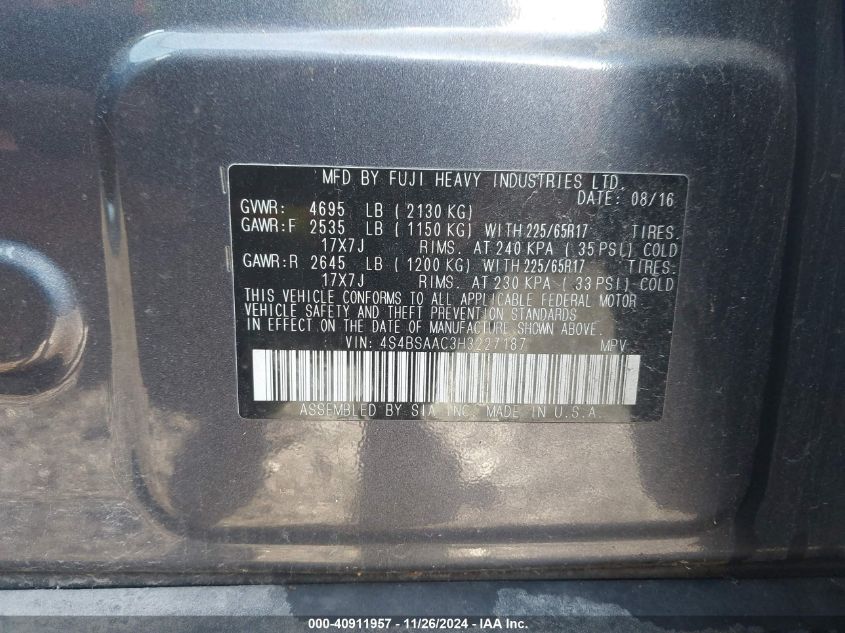 MFD BY FUJI HEAVY INDUSTRIES LTD.
DATE: 08/16
GVWR: 4695 LB ( 2130 KG)
GAWR:F 2535 LB ( 1150 KG) WITH 225/65R17 TIRES.
17X7J RIMS. AT 240 KPA ( 35 PSI) COLD
GAWR:R 2645 LB ( 1200 KG) WITH 225/65R17 TIRES.
17X7J RIMS. AT 230 KPA ( 33 PSI) COLD
THIS VEHICLE CONFORMS TO ALL APPLICABLE FEDERAL MOTOR
VEHICLE SAFETY AND THEFT PREVENTION STANDARDS
IN EFFECT ON THE DATE OF MANUFACTURE SHOWN ABOVE.
VIN: 4S4BSAAC3H3227187 MPV
ASSEMBLED BY SIA INC. MADE IN U.S.A.
000-40911957 - 11/26/2024 - IAAI.com